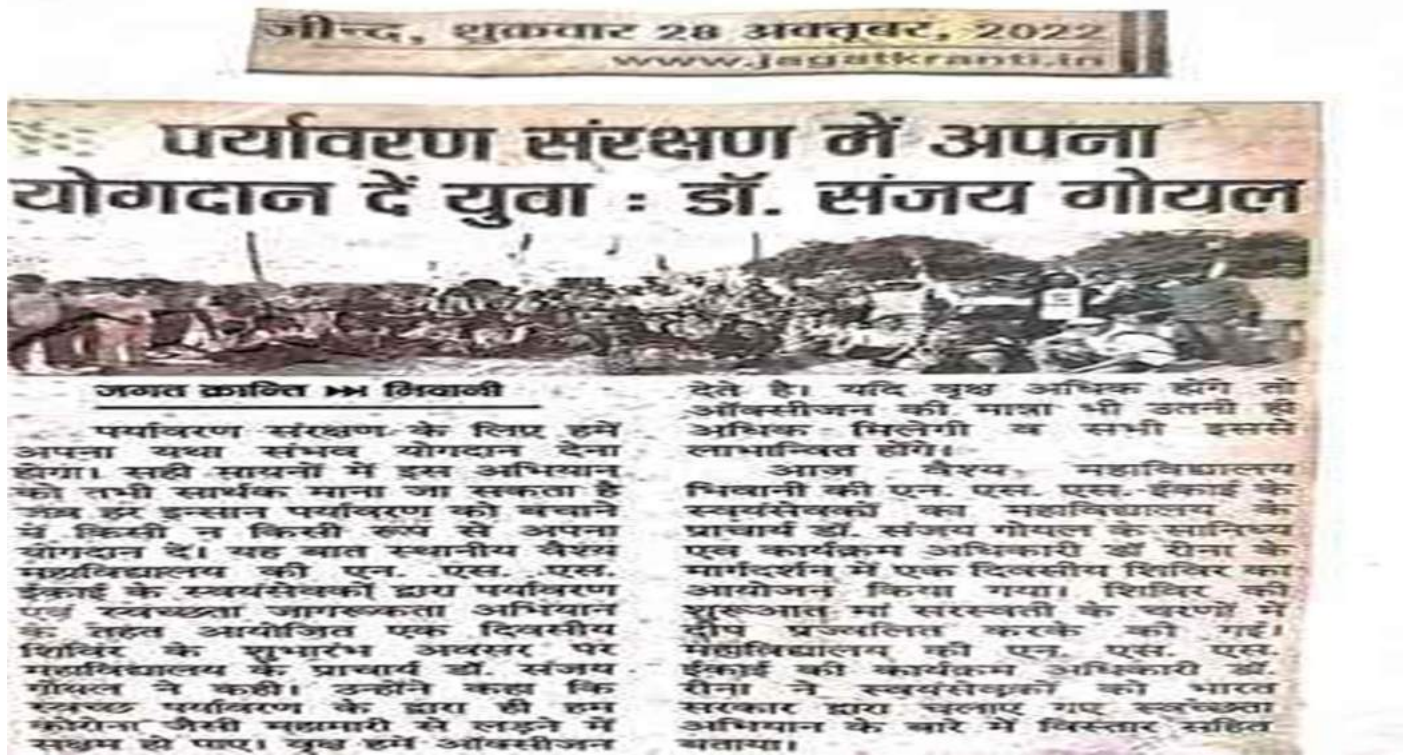 जीन्द, शुक्रवार 28 अक्तूबर, 2022
www.jagatkranti.in
पर्यावरण संरक्षण में अपना
योगदान दें युवा : डॉ. संजय गोयल
जगत क्रान्ति ▸▸▸ भिवानी
पर्यावरण संरक्षण के लिए हमें
अपना यथा संभव योगदान देना
होगा। सही मायनों में इस अभियान
को तभी सार्थक माना जा सकता है
जब हर इन्सान पर्यावरण को बचाने
में किसी न किसी रूप से अपना
योगदान दे। यह बात स्थानीय वैश्य
महाविद्यालय की एन. एस. एस.
ईकाई के स्वयंसेवकों द्वारा पर्यावरण
एवं स्वच्छता जागरूकता अभियान
के तहत आयोजित एक दिवसीय
शिविर के शुभारंभ अवसर पर
महाविद्यालय के प्राचार्य डॉ. संजय
गोयल ने कही। उन्होंने कहा कि
स्वच्छ पर्यावरण के द्वारा ही हम
कोरोना जैसी महामारी से लड़ने में
सक्षम हो पाए। वृक्ष हमें ऑक्सीजन
देते है। यदि वृक्ष अधिक होंगे तो
ऑक्सीजन की मात्रा भी उतनी ही
अधिक मिलेगी व सभी इससे
लाभान्वित होंगे।
आज वैश्य महाविद्यालय
भिवानी की एन. एस. एस. ईकाई के
स्वयंसेवकों का महाविद्यालय के
प्राचार्य डॉ. संजय गोयल के सानिध्य
एवं कार्यक्रम अधिकारी डॉ रीना के
मार्गदर्शन में एक दिवसीय शिविर का
आयोजन किया गया। शिविर की
शुरूआत मां सरस्वती के चरणों में
दीप प्रज्वलित करके की गई।
महाविद्यालय की एन. एस. एस.
ईकाई की कार्यक्रम अधिकारी डॉ.
रीना ने स्वयंसेवकों को भारत
सरकार द्वारा चलाए गए स्वच्छता
अभियान के बारे में विस्तार सहित
बताया।